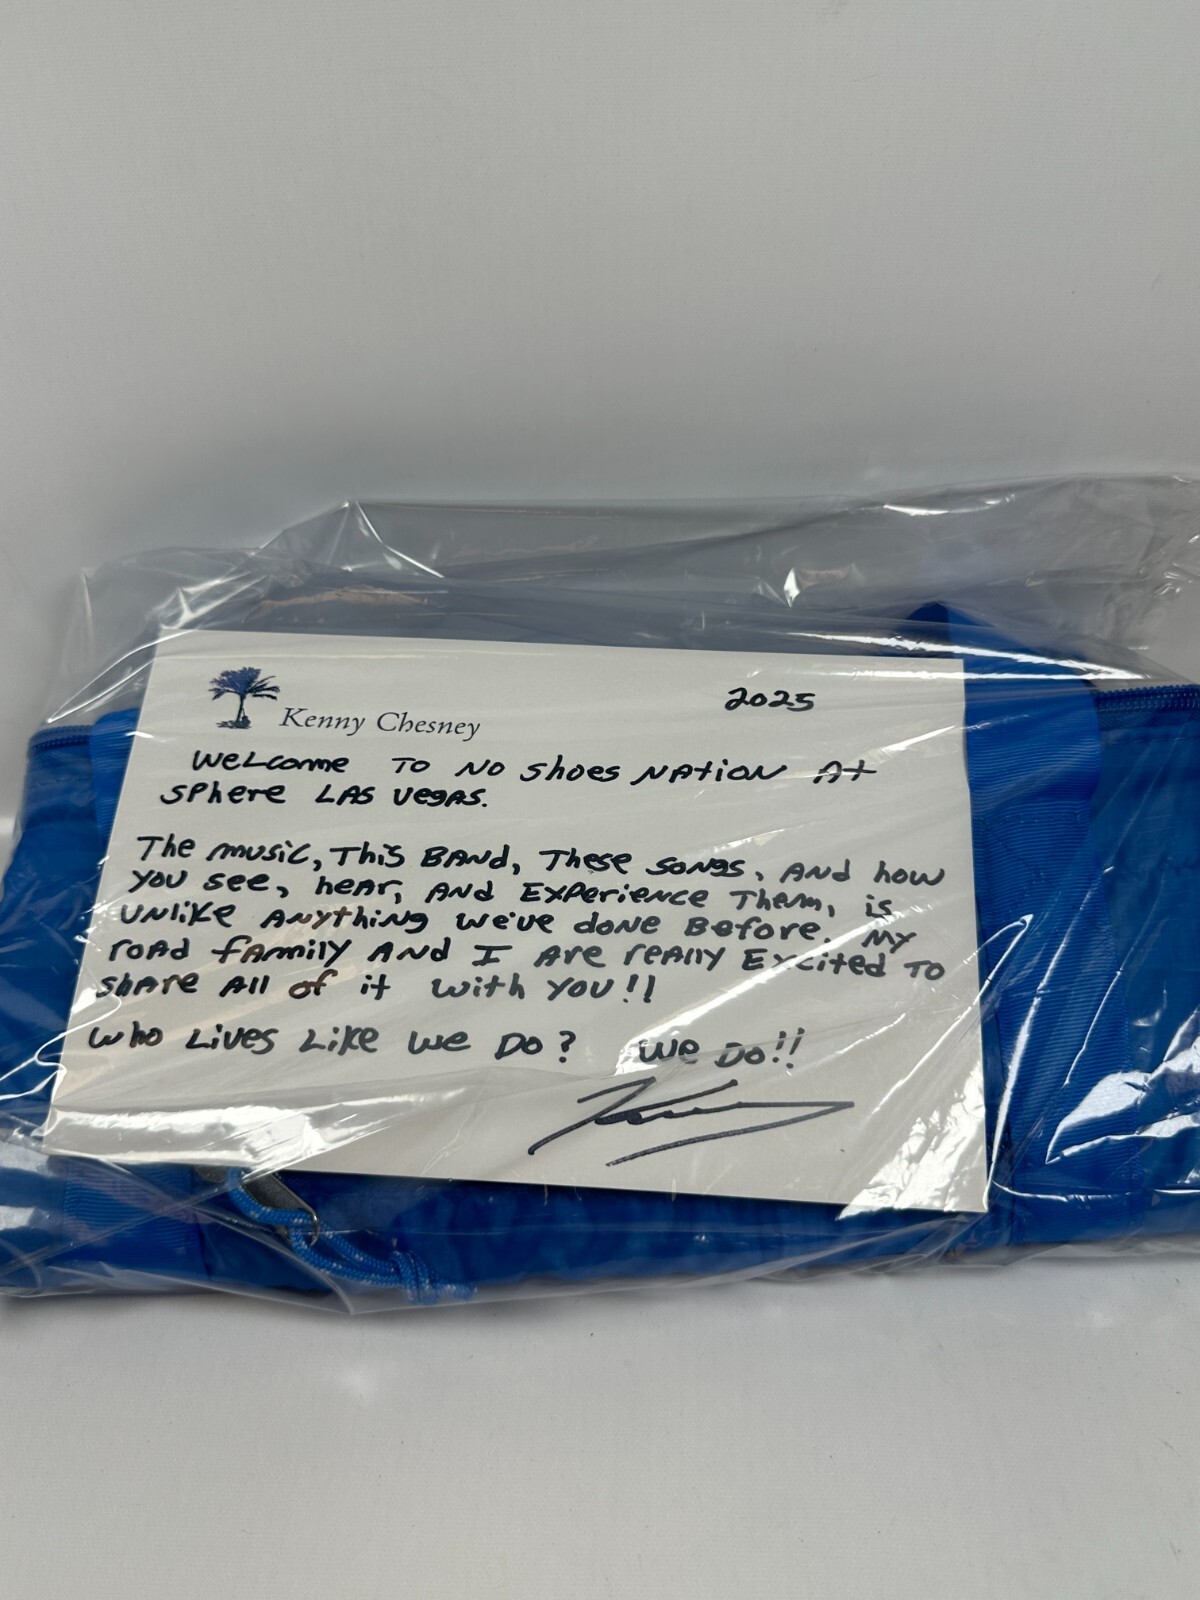 Kenny Chesney
2025
Welcome to No Shoes Nation at
Sphere Las Vegas.
The music, This Band, These songs, and how
you see, hear, and Experience Them, is
unlike anything we've done Before. My
road family and I are really Excited to
share all of it with you!!
Who Lives Like We Do? We Do!!
Kenny